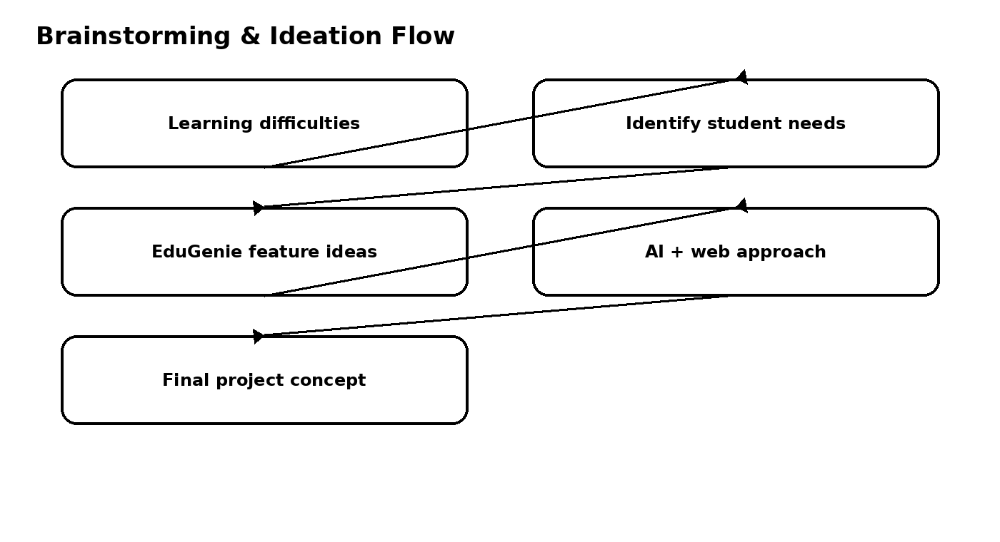 Brainstorming & Ideation Flow
Learning difficulties
Identify student needs
EduGenie feature ideas
AI + web approach
Final project concept